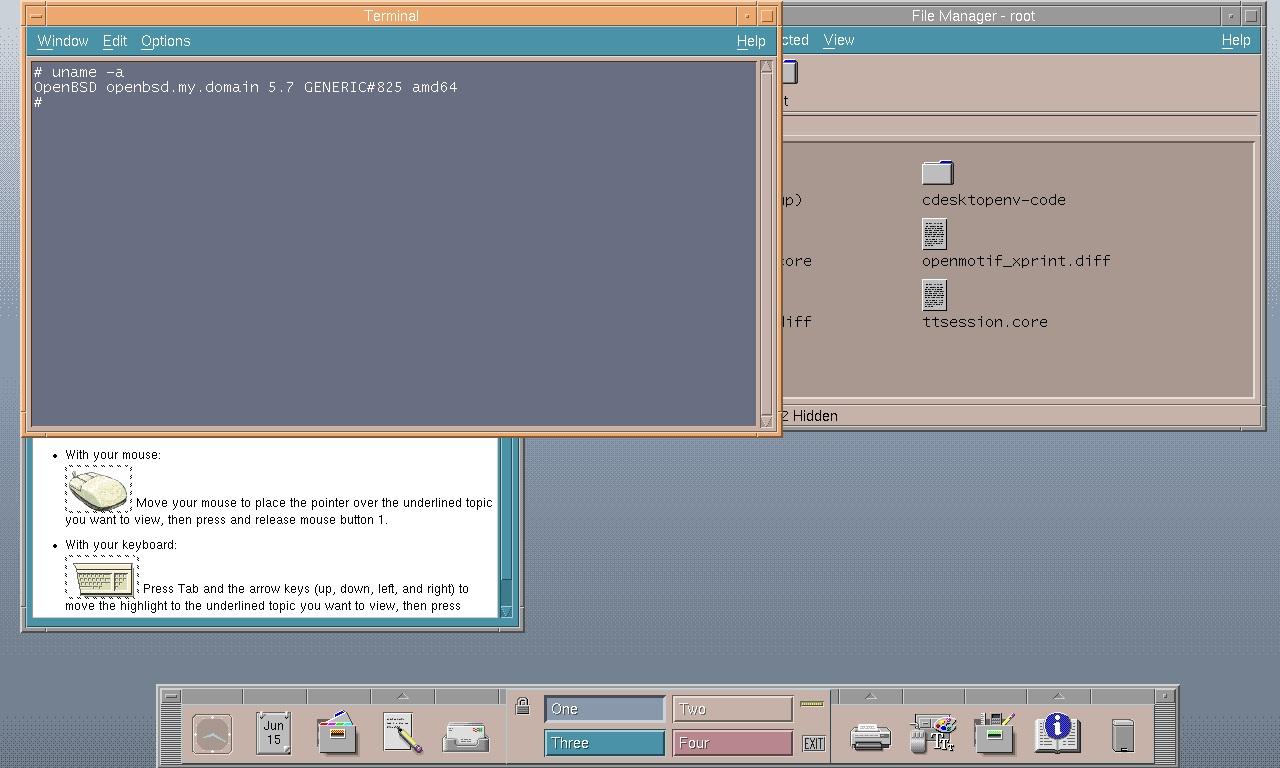 Terminal
Window Edit Options Help
# uname -a
OpenBSD openbsd.my.domain 5.7 GENERIC#825 amd64
#
File Manager - root
cted View Help
t
up)
cdesktopenv-code
core
openmotif_xprint.diff
diff
ttsession.core
2 Hidden
• With your mouse:
Move your mouse to place the pointer over the underlined topic
you want to view, then press and release mouse button 1.
• With your keyboard:
Press Tab and the arrow keys (up, down, left, and right) to
move the highlight to the underlined topic you want to view, then press
Jun
15
One
Two
Three
Four
EXIT